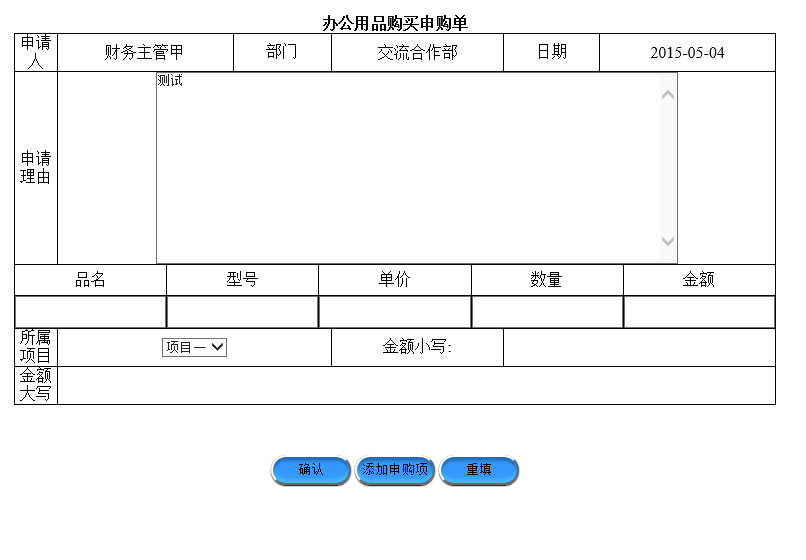 办公用品购买申购单
申请人 财务主管甲 部门 交流合作部 日期 2015-05-04
申请理由 测试
品名 型号 单价 数量 金额
所属项目 项目一 金额小写:
金额大写
确认 添加申购项 重填